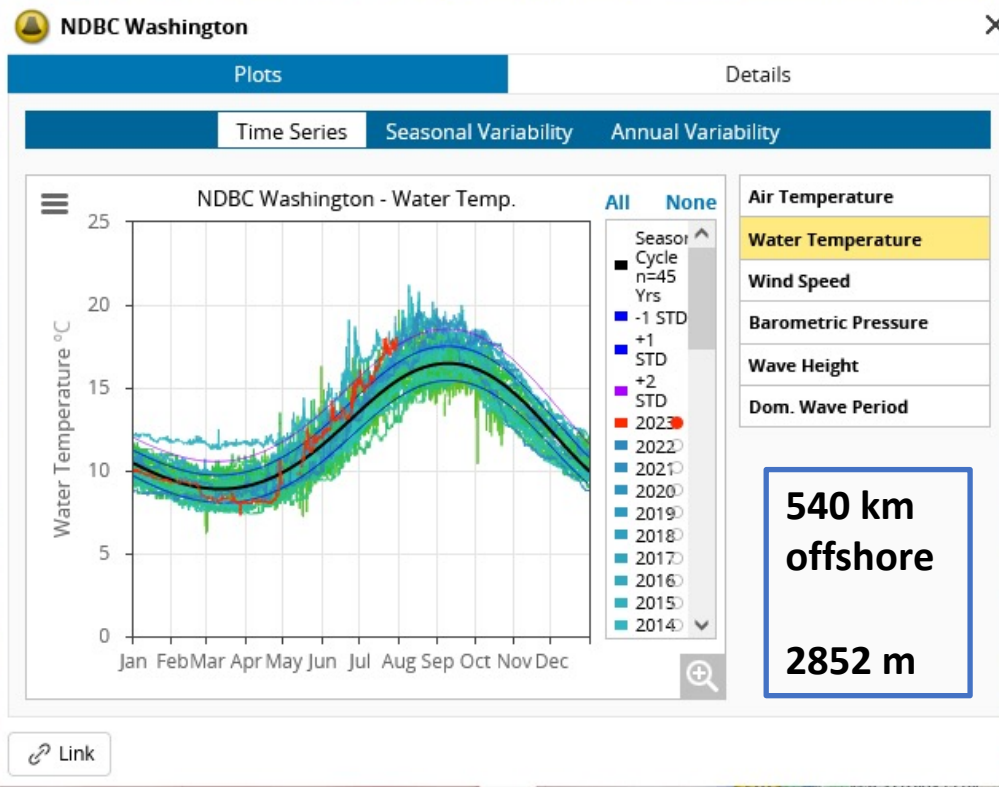 NDBC Washington
Plots
Details
Time Series
Seasonal Variability
Annual Variability
NDBC Washington - Water Temp.
All None
25
20
15
10
5
0
Water Temperature °C
Jan Feb Mar Apr May Jun Jul Aug Sep Oct Nov Dec
Season
Cycle
n=45
Yrs
-1 STD
+1
STD
+2
STD
2023
2022
2021
2020
2019
2018
2017
2016
2015
2014
Air Temperature
Water Temperature
Wind Speed
Barometric Pressure
Wave Height
Dom. Wave Period
540 km
offshore
2852 m
Link